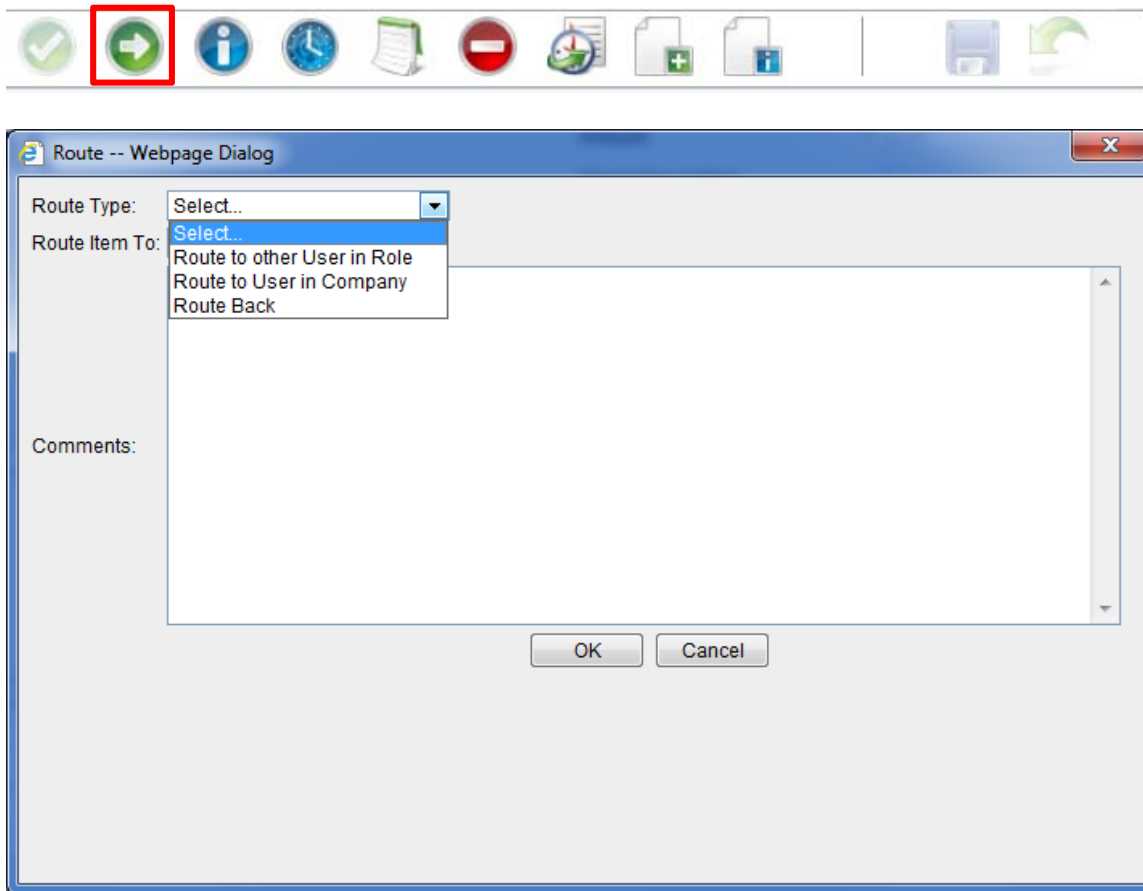 Route -- Webpage Dialog
Route Type: Select...
Select...
Route Item To:
Route to other User in Role
Route to User in Company
Route Back
Comments:
OK Cancel